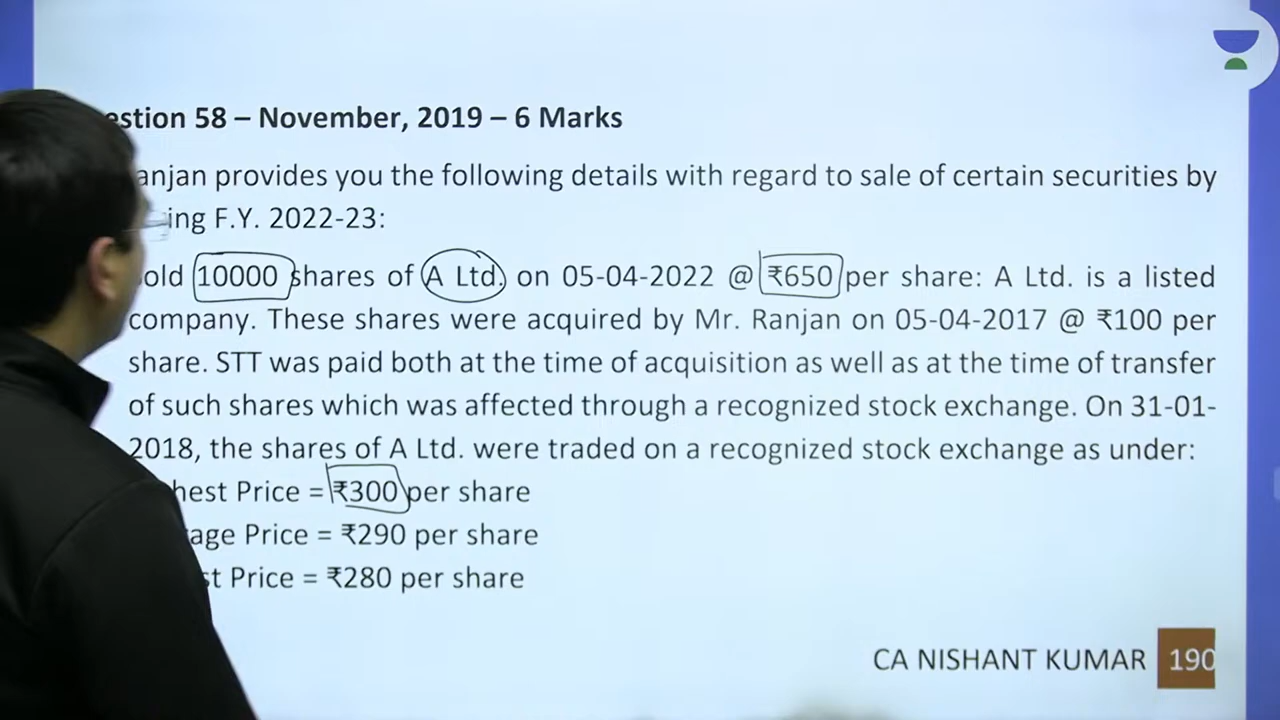 estion 58 – November, 2019 – 6 Marks
anjan provides you the following details with regard to sale of certain securities by
ing F.Y. 2022-23:
old 10000 shares of A Ltd. on 05-04-2022 @ ₹650 per share: A Ltd. is a listed
company. These shares were acquired by Mr. Ranjan on 05-04-2017 @ ₹100 per
share. STT was paid both at the time of acquisition as well as at the time of transfer
of such shares which was affected through a recognized stock exchange. On 31-01-
2018, the shares of A Ltd. were traded on a recognized stock exchange as under:
hest Price = ₹300 per share
age Price = ₹290 per share
st Price = ₹280 per share
CA NISHANT KUMAR 190